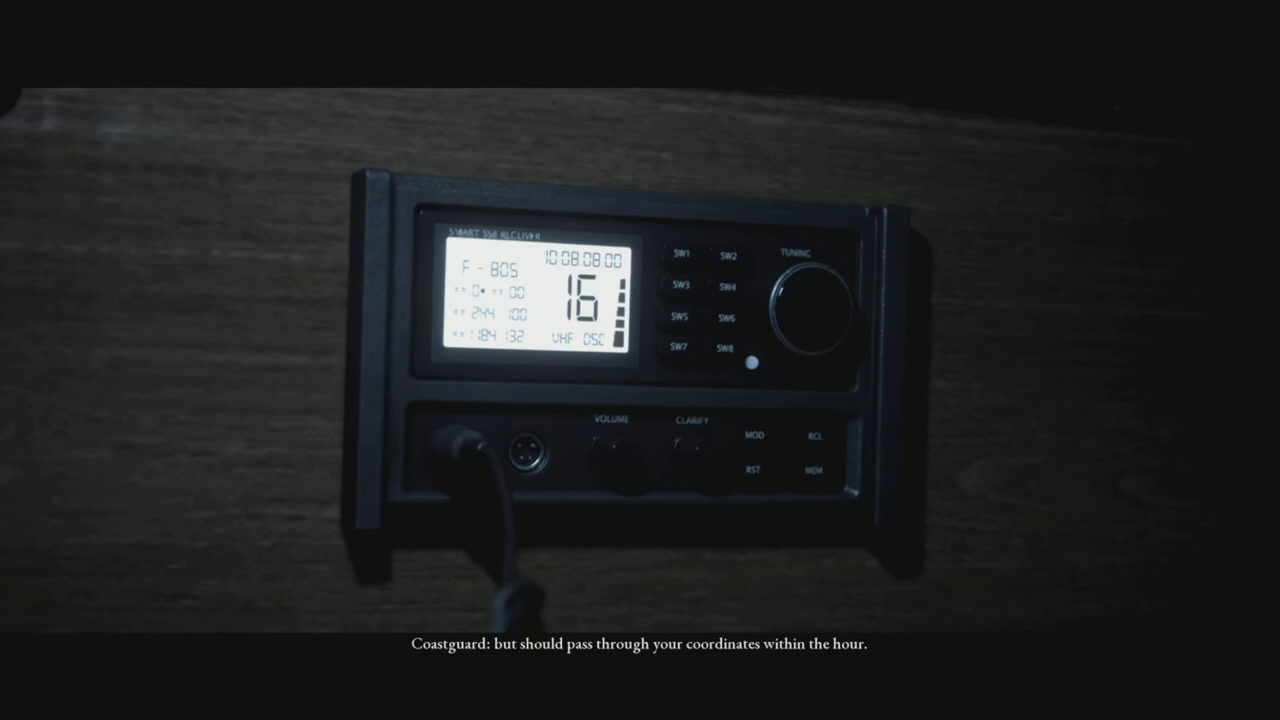 SMART SSB RECEIVER
10.08.08.00
F - 805
16
00
244 100
1184 132
VHF DSC
SW1 SW2
SW3 SW4
SW5 SW6
SW7 SW8
TUNING
VOLUME
CLARIFY
MOD
RCL
RST
MEM
Coastguard: but should pass through your coordinates within the hour.